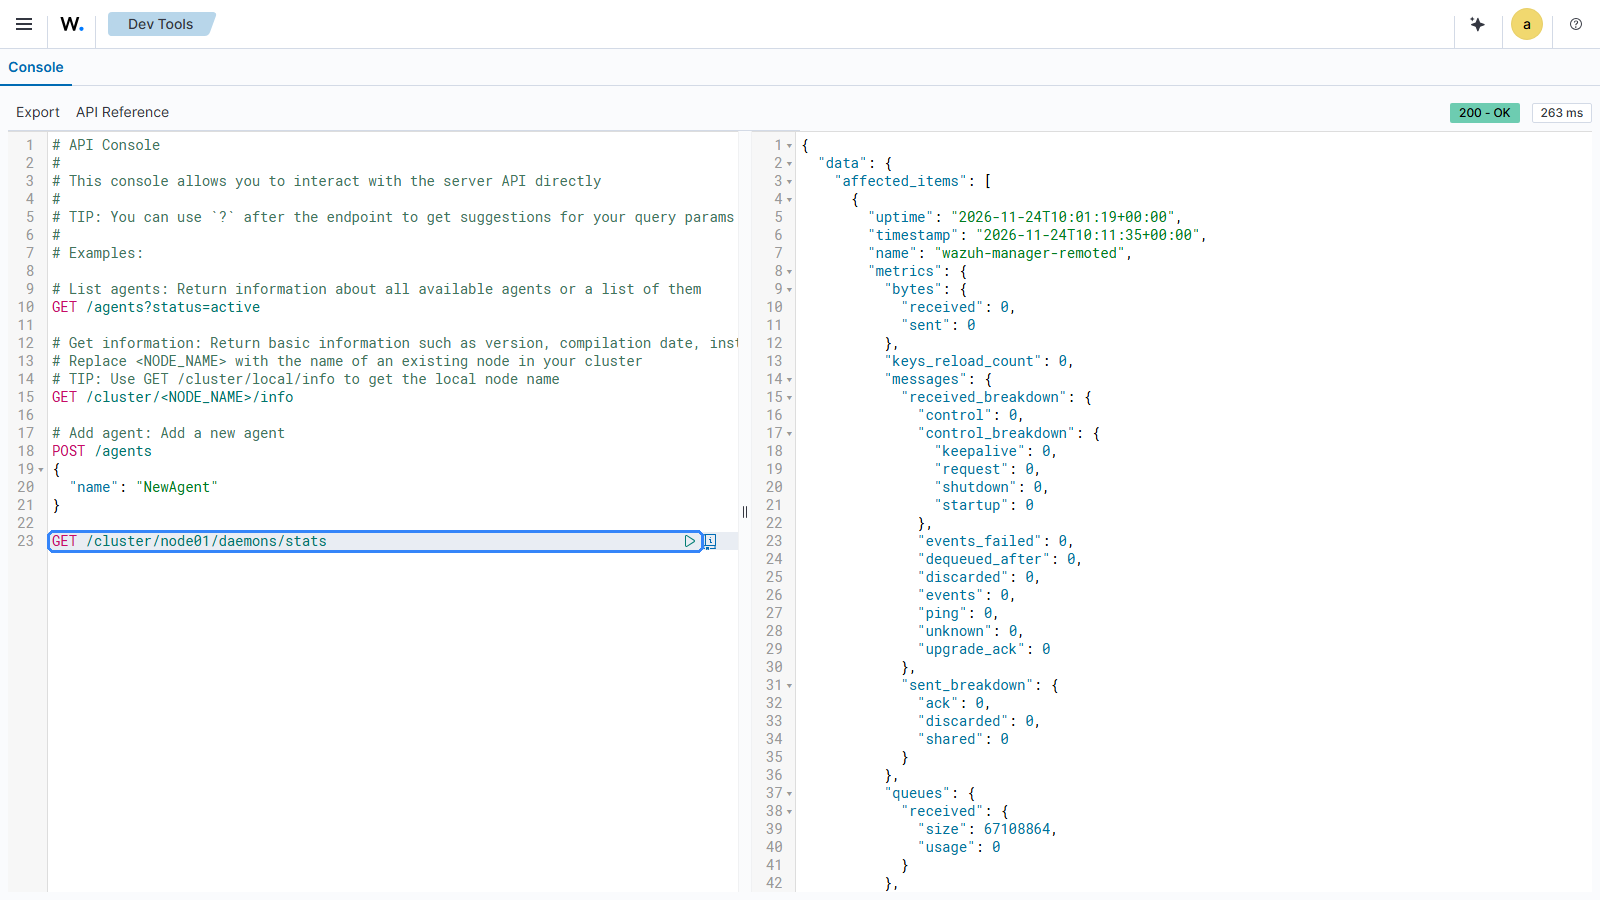 W.
Dev Tools
a
Console
Export API Reference
200 - OK
263 ms
1 # API Console
2 #
3 # This console allows you to interact with the server API directly
4 #
5 # TIP: You can use `?` after the endpoint to get suggestions for your query params
6 #
7 # Examples:
8
9 # List agents: Return information about all available agents or a list of them
10 GET /agents?status=active
11
12 # Get information: Return basic information such as version, compilation date, inst
13 # Replace <NODE_NAME> with the name of an existing node in your cluster
14 # TIP: Use GET /cluster/local/info to get the local node name
15 GET /cluster/<NODE_NAME>/info
16
17 # Add agent: Add a new agent
18 POST /agents
19 {
20 "name": "NewAgent"
21 }
22
23 GET /cluster/node01/daemons/stats
1 {
2 "data": {
3 "affected_items": [
4 {
5 "uptime": "2026-11-24T10:01:19+00:00",
6 "timestamp": "2026-11-24T10:11:35+00:00",
7 "name": "wazuh-manager-remoted",
8 "metrics": {
9 "bytes": {
10 "received": 0,
11 "sent": 0
12 },
13 "keys_reload_count": 0,
14 "messages": {
15 "received_breakdown": {
16 "control": 0,
17 "control_breakdown": {
18 "keepalive": 0,
19 "request": 0,
20 "shutdown": 0,
21 "startup": 0
22 },
23 "events_failed": 0,
24 "dequeued_after": 0,
25 "discarded": 0,
26 "events": 0,
27 "ping": 0,
28 "unknown": 0,
29 "upgrade_ack": 0
30 },
31 "sent_breakdown": {
32 "ack": 0,
33 "discarded": 0,
34 "shared": 0
35 }
36 },
37 "queues": {
38 "received": {
39 "size": 67108864,
40 "usage": 0
41 }
42 },